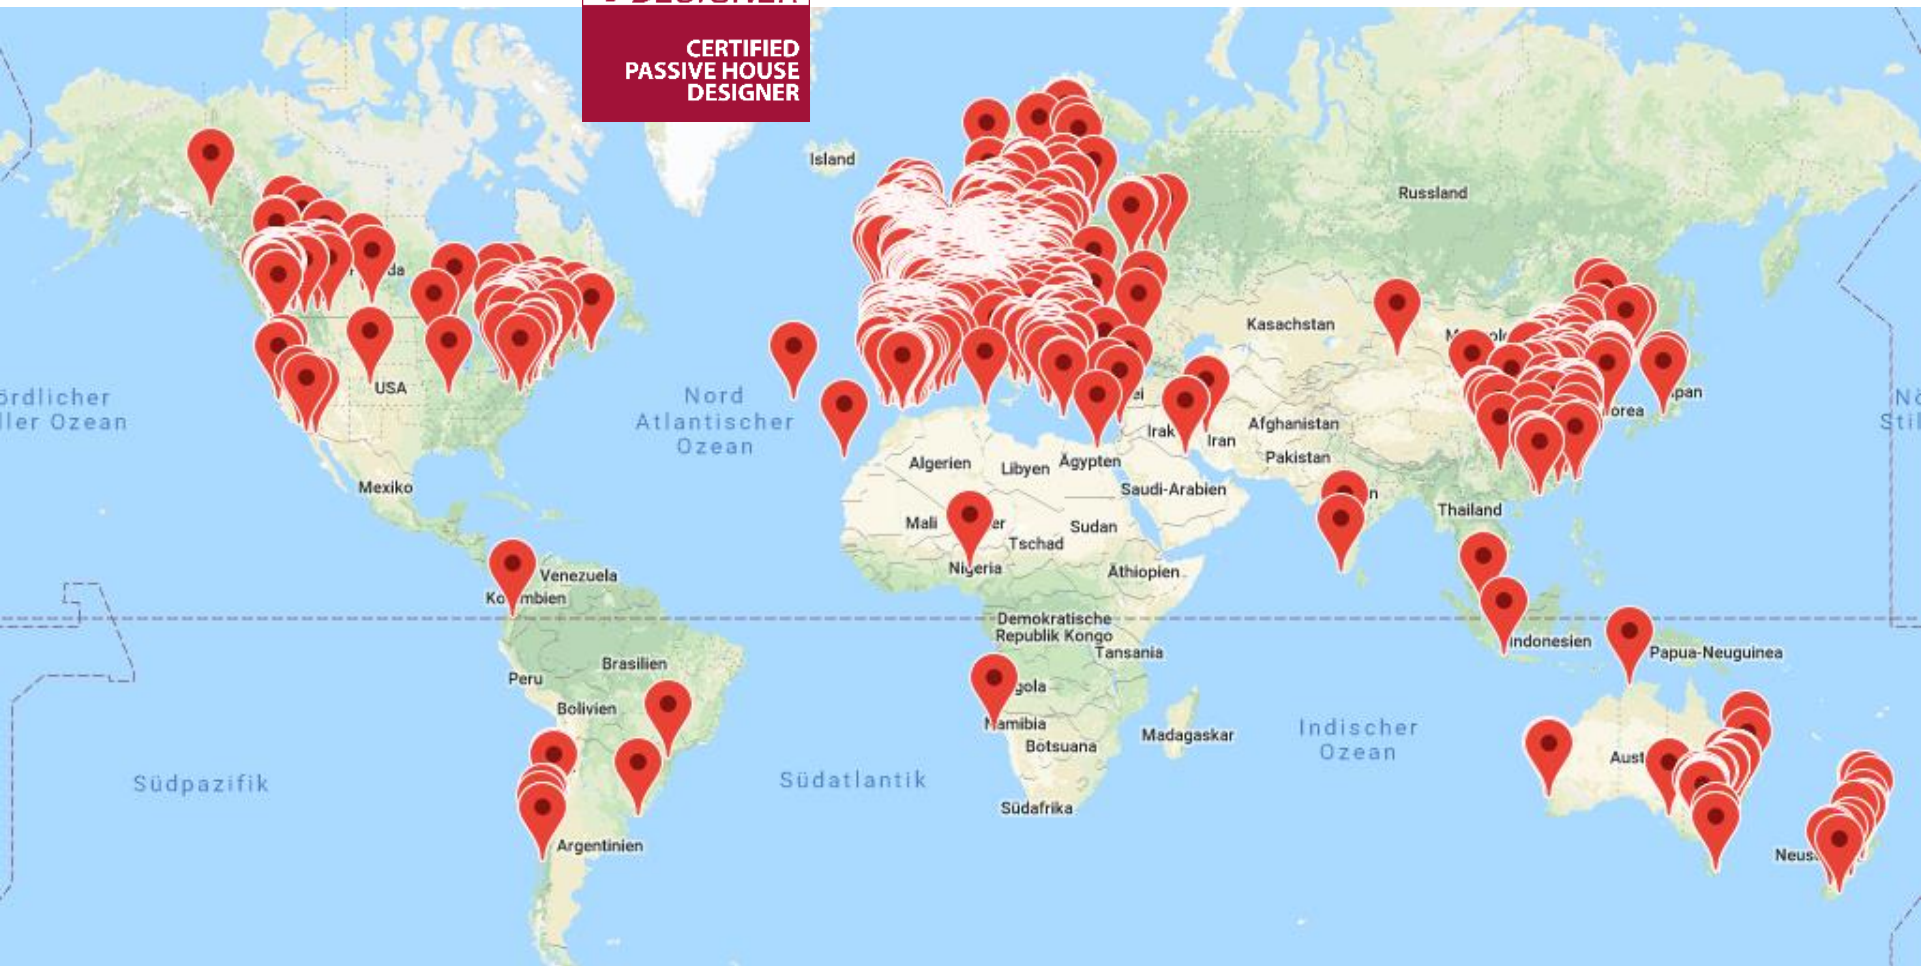 CERTIFIED
PASSIVE HOUSE
DESIGNER
Island
Russland
Kasachstan
USA
Nord
Atlantischer
Ozean
Mexiko
Algerien
Libyen
Ägypten
Irak
Iran
Afghanistan
Pakistan
Saudi-Arabien
Mali
Sudan
Tschad
Nigeria
Äthiopien
Thailand
Venezuela
Demokratische
Republik Kongo
Tansania
Indonesien
Papua-Neuguinea
Brasilien
Peru
Bolivien
Namibia
Botsuana
Madagaskar
Indischer
Ozean
Südpazifik
Südatlantik
Südafrika
Argentinien